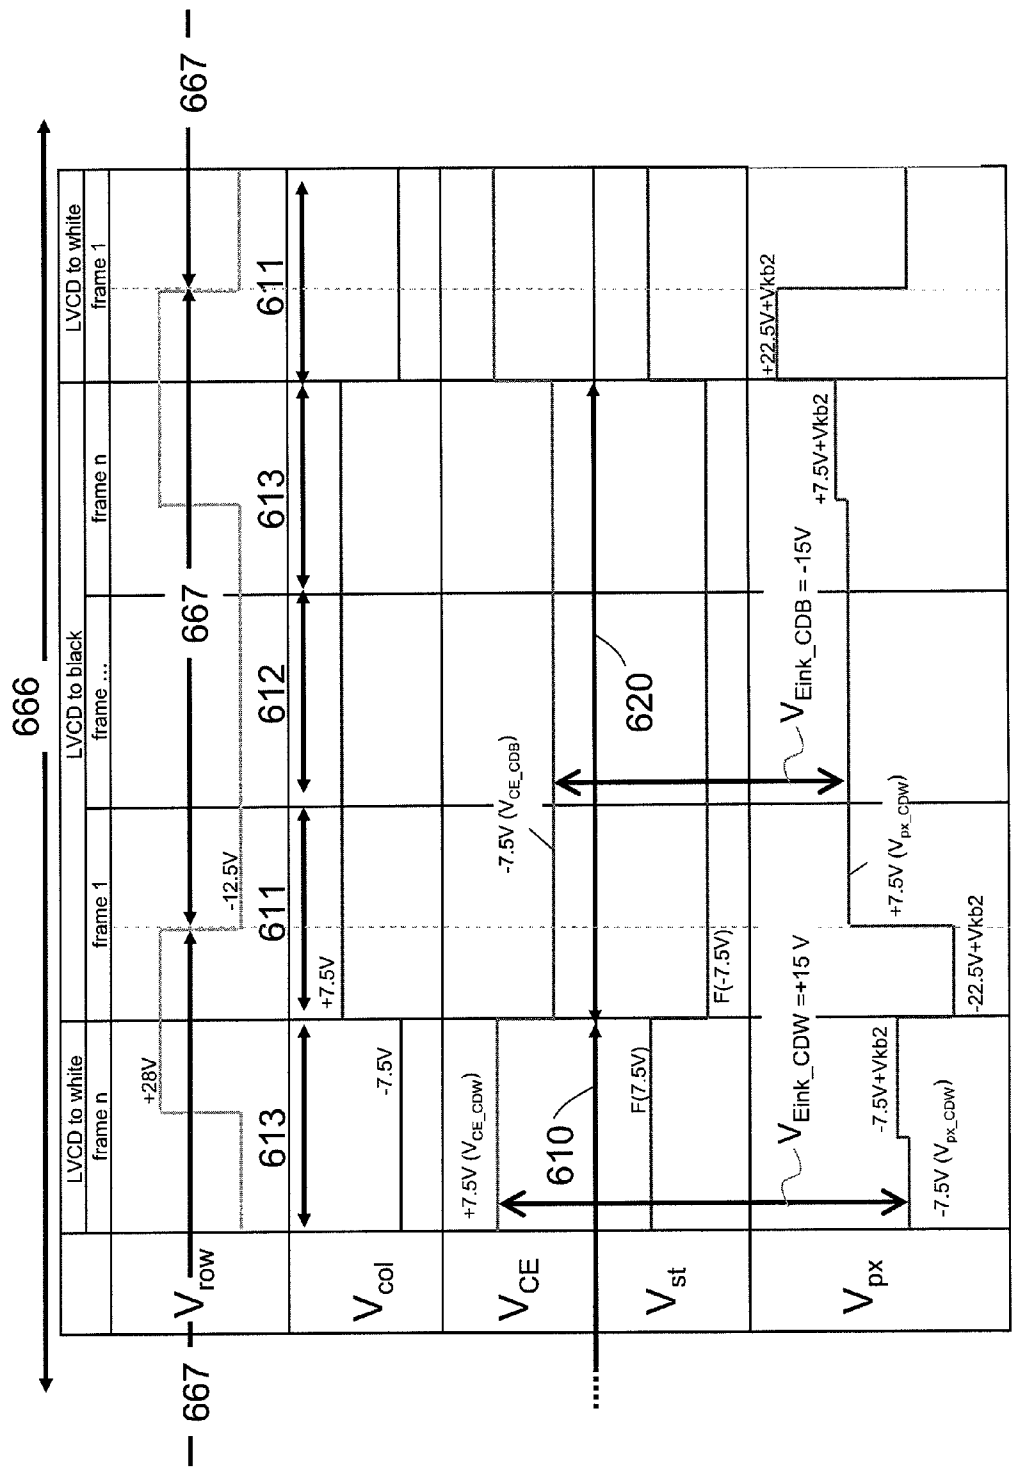 666
LVCD to white
LVCD to black
LVCD to white
frame n
frame 1
frame ...
frame n
frame 1
667
V_row
+28V
-12.5V
667
667
613
611
612
613
611
V_col
-7.5V
+7.5V
V_CE
+7.5V (V_CE_CDW)
-7.5V (V_CE_CDB)
610
620
V_st
F(7.5V)
F(-7.5V)
V_px
V_Eink_CDW =+15 V
V_Eink_CDB = -15V
-7.5V (V_px_CDW)
-7.5V+Vkb2
-22.5V+Vkb2
+7.5V (V_px_CDW)
+7.5V+Vkb2
+22.5V+Vkb2